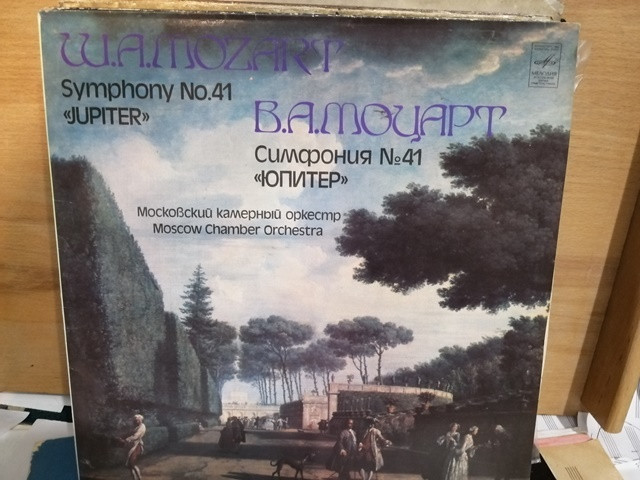 W.A.MOZART
Symphony No.41
«JUPITER»
В.А.МОЦАРТ
Симфония №41
«ЮПИТЕР»
Московский камерный оркестр
Moscow Chamber Orchestra